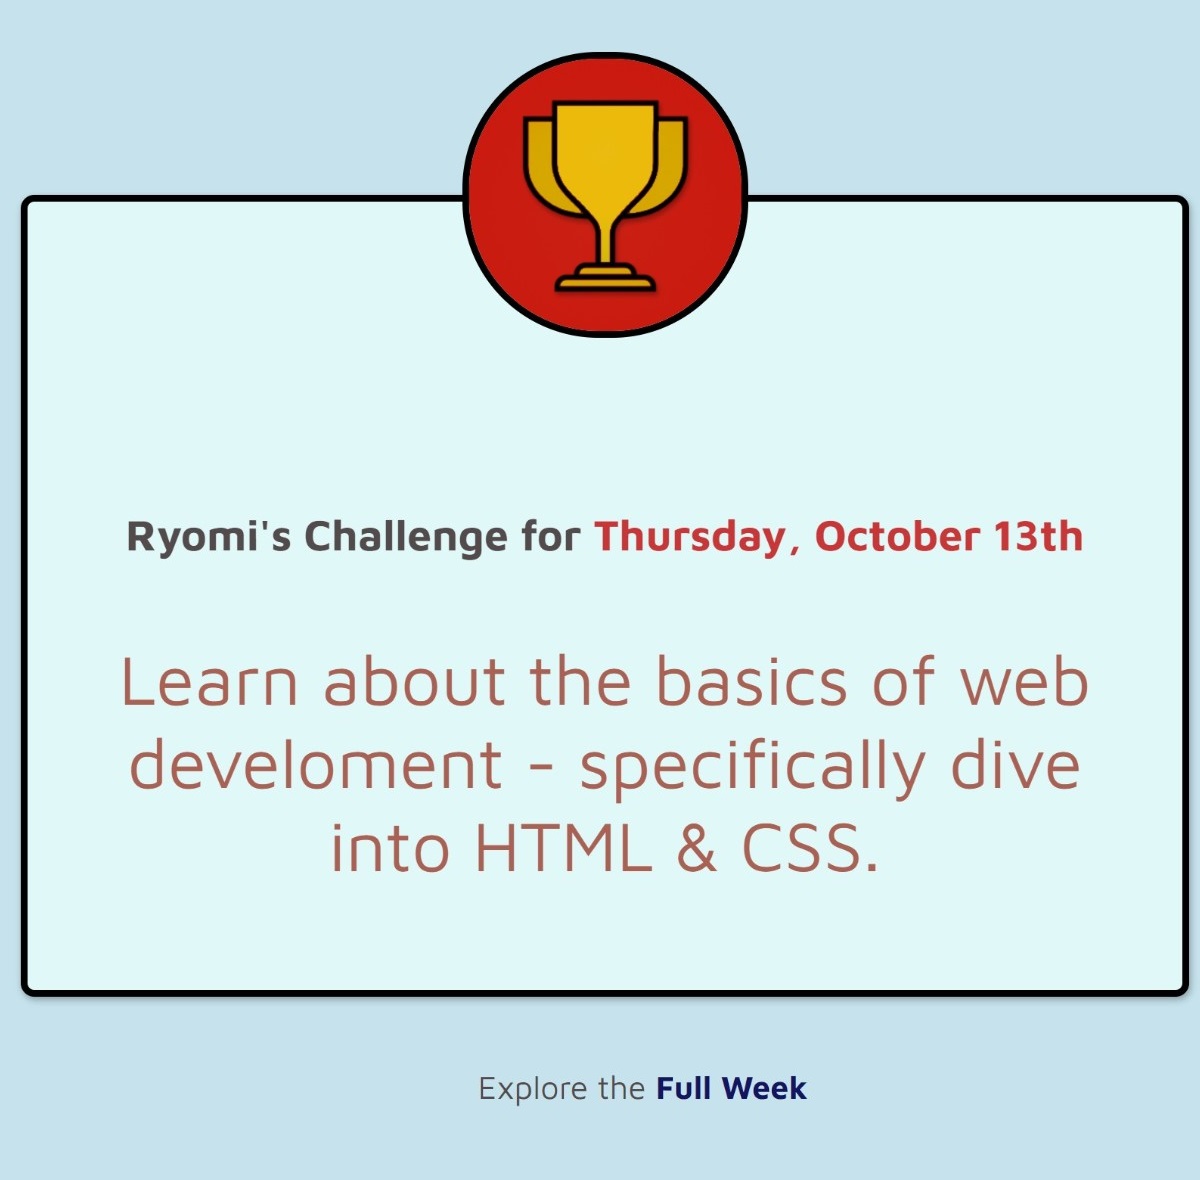 Ryomi's Challenge for Thursday, October 13th
Learn about the basics of web
develoment - specifically dive
into HTML & CSS.
Explore the Full Week